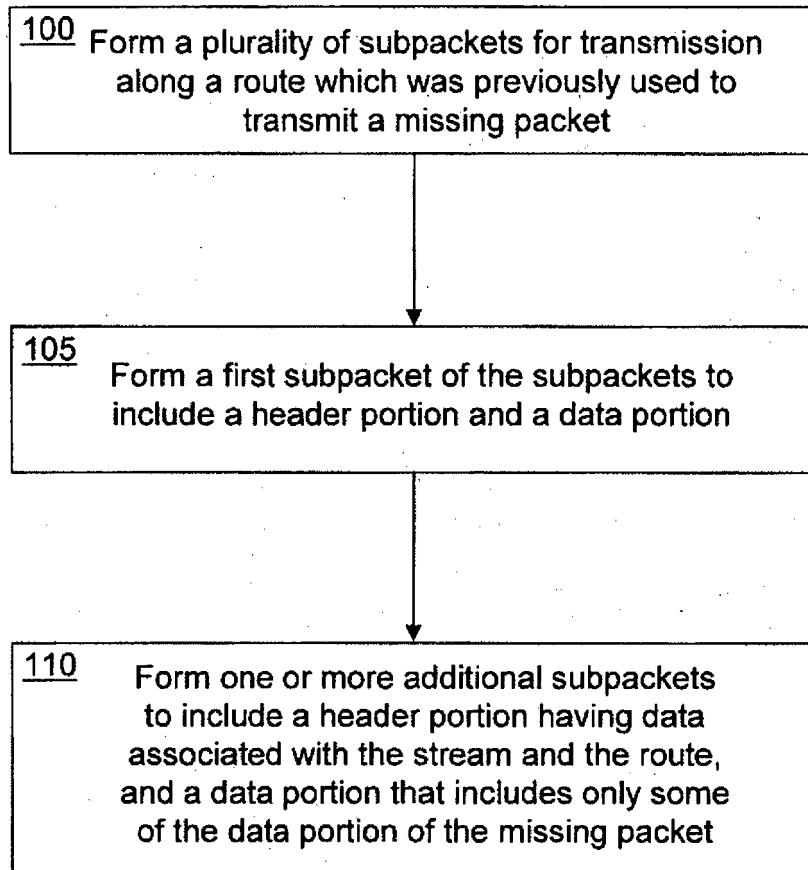 100 Form a plurality of subpackets for transmission
along a route which was previously used to
transmit a missing packet
105
Form a first subpacket of the subpackets to
include a header portion and a data portion
110
Form one or more additional subpackets
to include a header portion having data
associated with the stream and the route,
and a data portion that includes only some
of the data portion of the missing packet